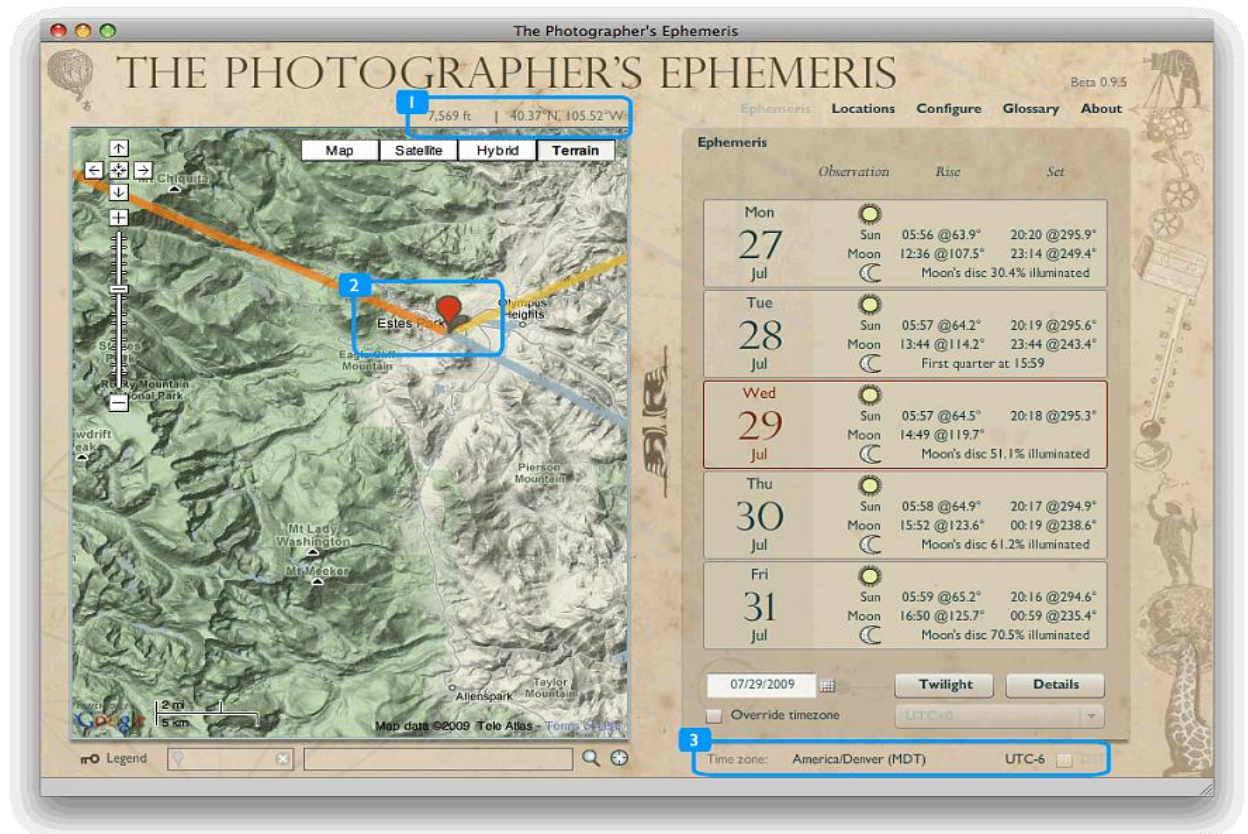 The Photographer's Ephemeris
THE PHOTOGRAPHER'S EPHEMERIS
Beta 0.9.5
1
7,569 ft | 40.37°N, 105.52°W
Ephemeris Locations Configure Glossary About
Map Satellite Hybrid Terrain
Mt Chiquita
2
Estes Park
Olympus
Heights
Eagle Cliff
Mountain
Rocky Mountain
National Park
Pierson
Mountain
Mt Lady
Washington
Mt Meeker
Taylor
Mountain
Allenspark
2 mi
5 km
Google
Map data ©2009 Tele Atlas - Terms of Use
Legend
Ephemeris
Observation Rise Set
Mon
27
Jul
Sun 05:56 @63.9° 20:20 @295.9°
Moon 12:36 @107.5° 23:14 @249.4°
Moon's disc 30.4% illuminated
Tue
28
Jul
Sun 05:57 @64.2° 20:19 @295.6°
Moon 13:44 @114.2° 23:44 @243.4°
First quarter at 15:59
Wed
29
Jul
Sun 05:57 @64.5° 20:18 @295.3°
Moon 14:49 @119.7°
Moon's disc 51.1% illuminated
Thu
30
Jul
Sun 05:58 @64.9° 20:17 @294.9°
Moon 15:52 @123.6° 00:19 @238.6°
Moon's disc 61.2% illuminated
Fri
31
Jul
Sun 05:59 @65.2° 20:16 @294.6°
Moon 16:50 @125.7° 00:59 @235.4°
Moon's disc 70.5% illuminated
07/29/2009 Twilight Details
Override timezone UTC+0
3
Time zone: America/Denver (MDT) UTC-6 DST